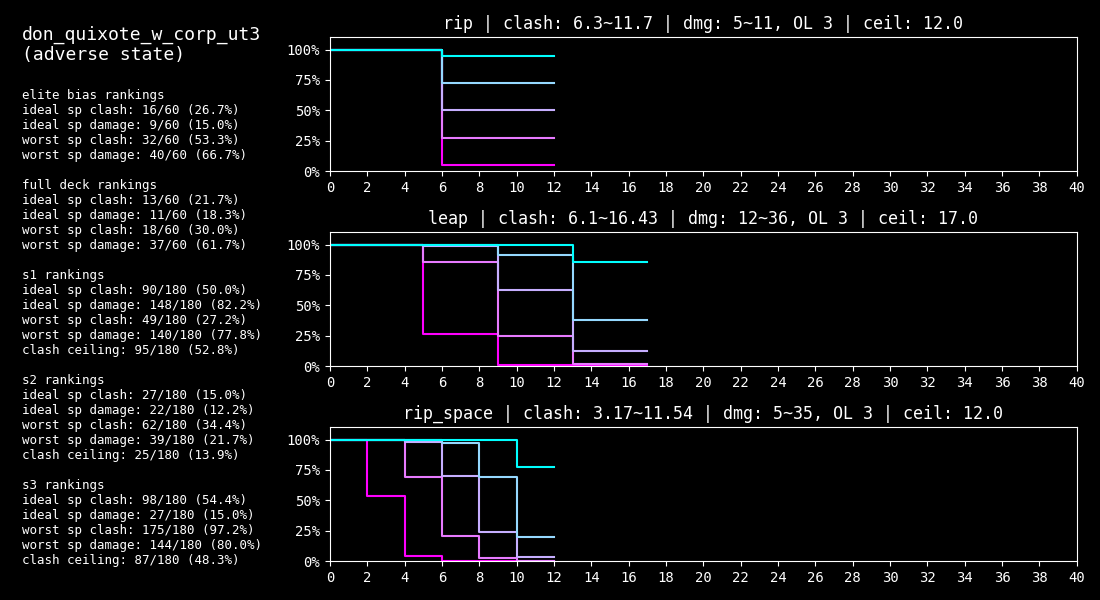 don_quixote_w_corp_ut3
(adverse state)
elite bias rankings
ideal sp clash: 16/60 (26.7%)
ideal sp damage: 9/60 (15.0%)
worst sp clash: 32/60 (53.3%)
worst sp damage: 40/60 (66.7%)
full deck rankings
ideal sp clash: 13/60 (21.7%)
ideal sp damage: 11/60 (18.3%)
worst sp clash: 18/60 (30.0%)
worst sp damage: 37/60 (61.7%)
s1 rankings
ideal sp clash: 90/180 (50.0%)
ideal sp damage: 148/180 (82.2%)
worst sp clash: 49/180 (27.2%)
worst sp damage: 140/180 (77.8%)
clash ceiling: 95/180 (52.8%)
s2 rankings
ideal sp clash: 27/180 (15.0%)
ideal sp damage: 22/180 (12.2%)
worst sp clash: 62/180 (34.4%)
worst sp damage: 39/180 (21.7%)
clash ceiling: 25/180 (13.9%)
s3 rankings
ideal sp clash: 98/180 (54.4%)
ideal sp damage: 27/180 (15.0%)
worst sp clash: 175/180 (97.2%)
worst sp damage: 144/180 (80.0%)
clash ceiling: 87/180 (48.3%)
rip | clash: 6.3~11.7 | dmg: 5~11, OL 3 | ceil: 12.0
100%
75%
50%
25%
0%
0 2 4 6 8 10 12 14 16 18 20 22 24 26 28 30 32 34 36 38 40
leap | clash: 6.1~16.43 | dmg: 12~36, OL 3 | ceil: 17.0
100%
75%
50%
25%
0%
0 2 4 6 8 10 12 14 16 18 20 22 24 26 28 30 32 34 36 38 40
rip_space | clash: 3.17~11.54 | dmg: 5~35, OL 3 | ceil: 12.0
100%
75%
50%
25%
0%
0 2 4 6 8 10 12 14 16 18 20 22 24 26 28 30 32 34 36 38 40